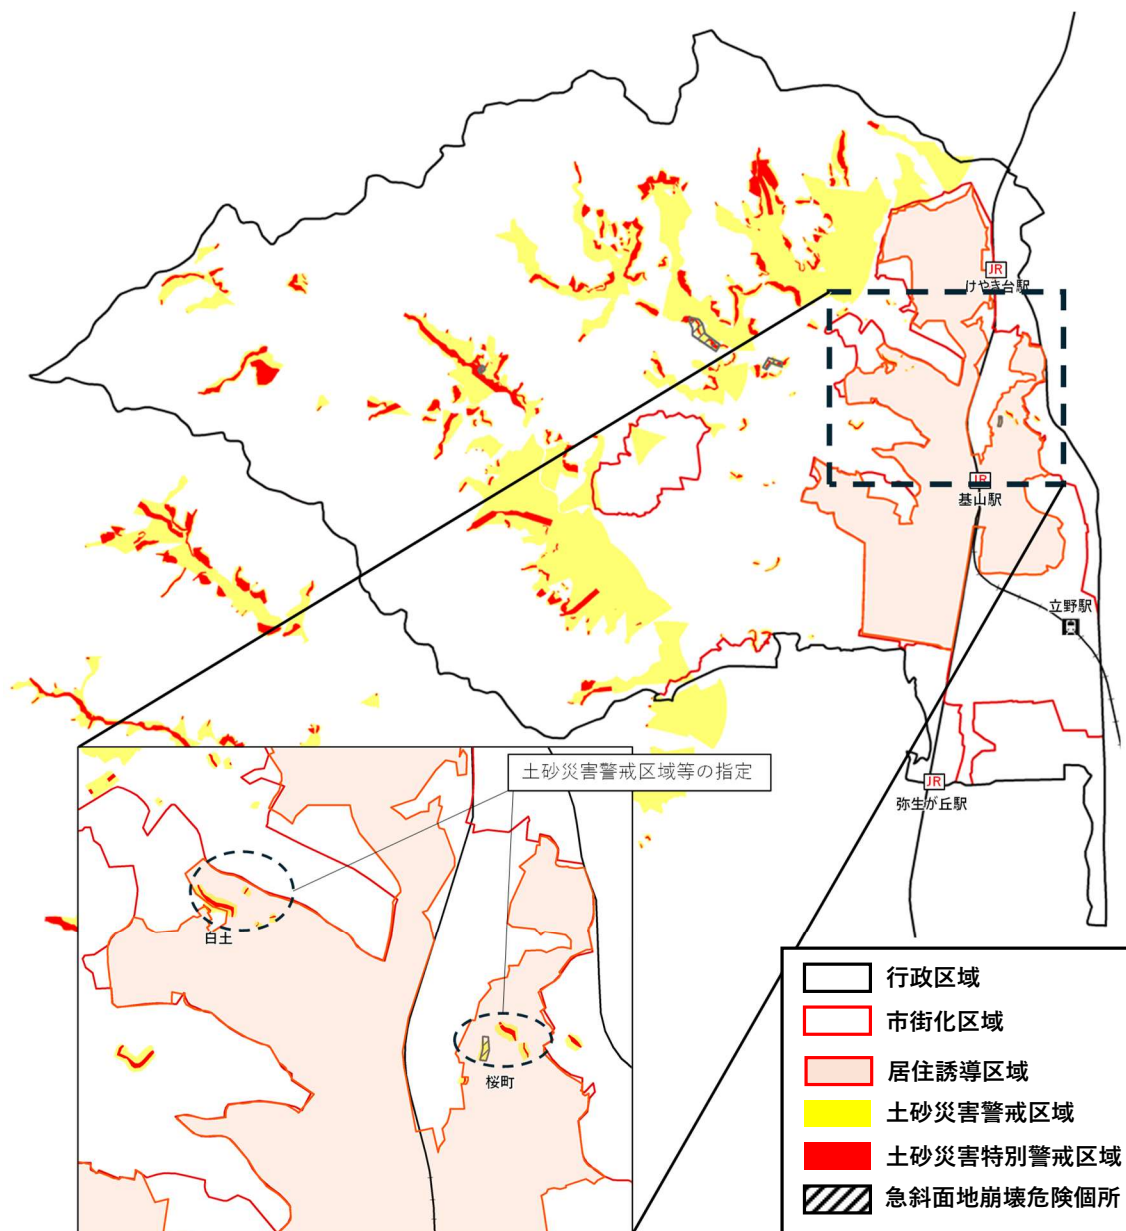 JR
けやき台駅
JR
基山駅
立野駅
JR
弥生が丘駅
土砂災害警戒区域等の指定
白土
桜町
行政区域
市街化区域
居住誘導区域
土砂災害警戒区域
土砂災害特別警戒区域
急斜面地崩壊危険個所